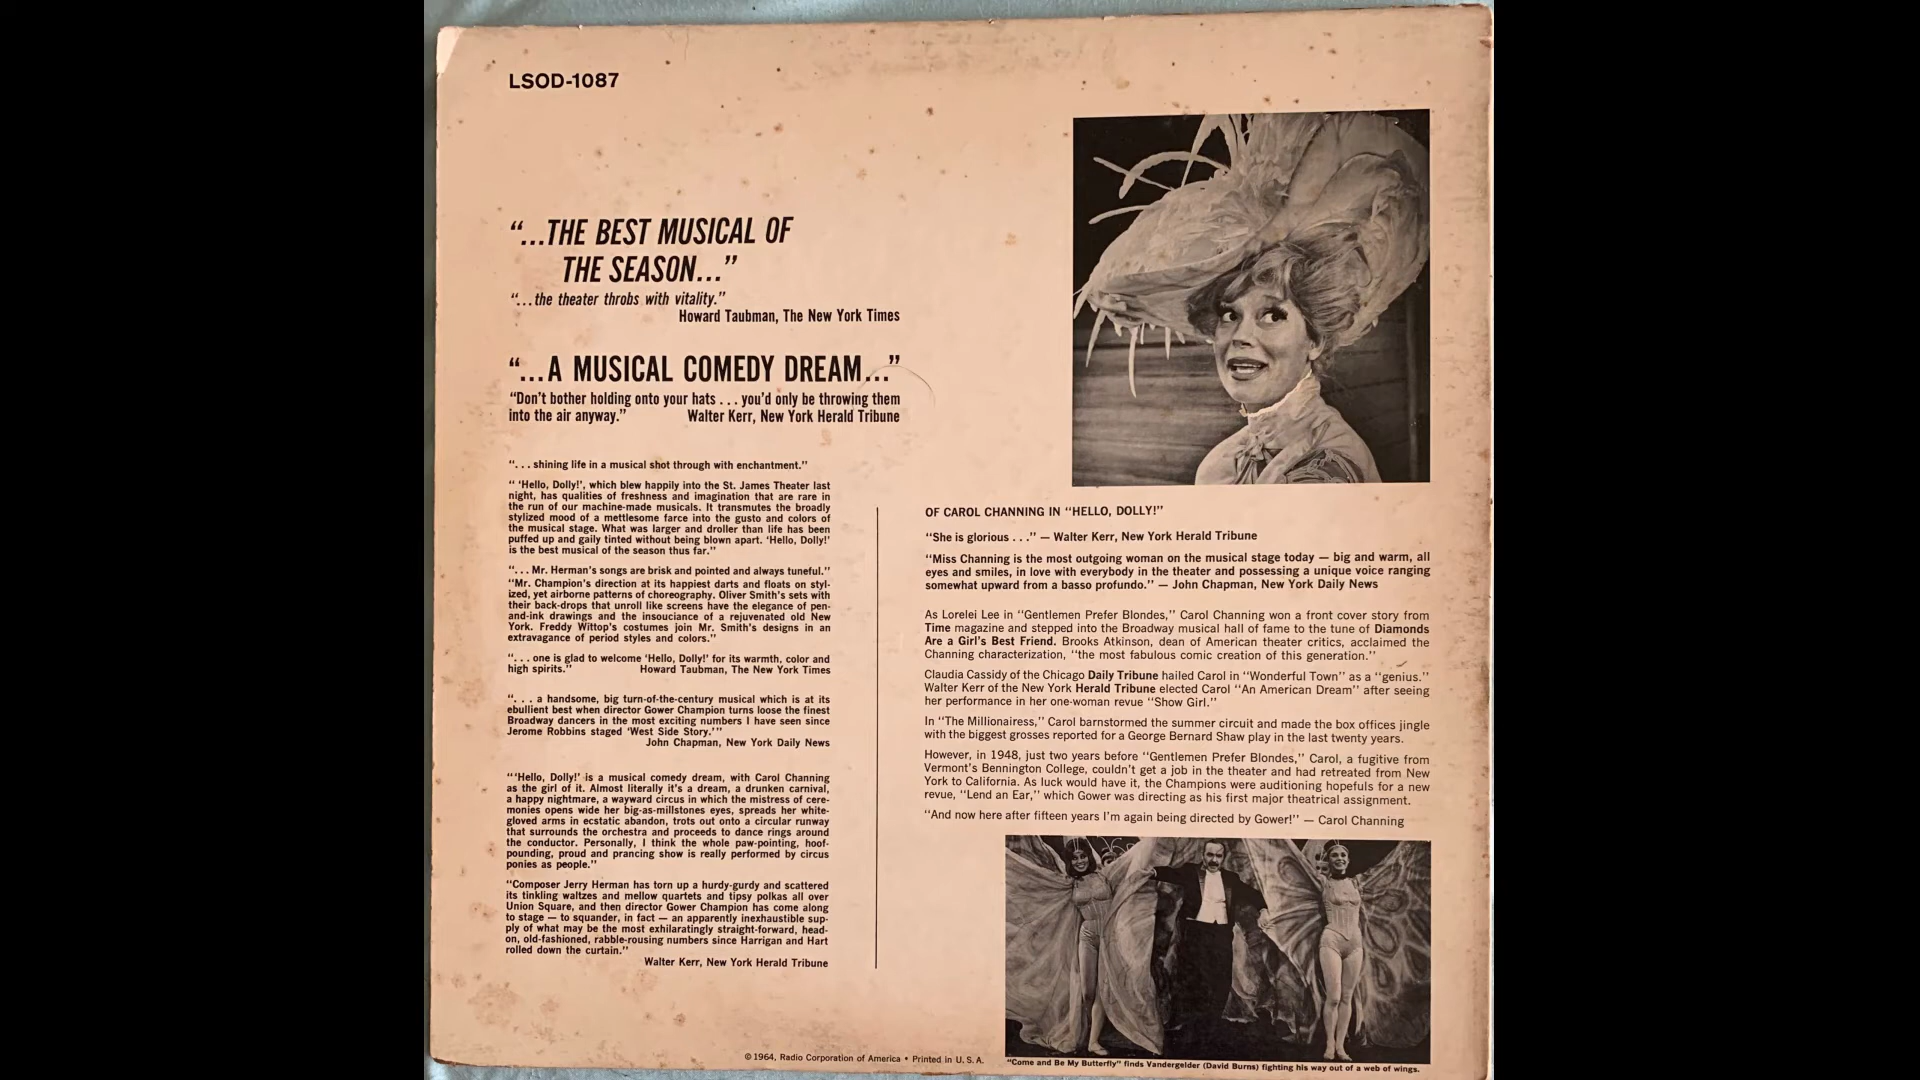 LSOD-1087
“...THE BEST MUSICAL OF
THE SEASON...”
“...the theater throbs with vitality.”
Howard Taubman, The New York Times
“...A MUSICAL COMEDY DREAM...”
“Don’t bother holding onto your hats . . . you’d only be throwing them
into the air anyway.” Walter Kerr, New York Herald Tribune
“. . . shining life in a musical shot through with enchantment.”
“ ‘Hello, Dolly!’, which blew happily into the St. James Theater last
night, has qualities of freshness and imagination that are rare in
the run of our machine-made musicals. It transmutes the broadly
stylized mood of a mettlesome farce into the gusto and colors of
the musical stage. What was larger and droller than life has been
puffed up and gaily tinted without being blown apart. ‘Hello, Dolly!’
is the best musical of the season thus far.”
“. . . Mr. Herman’s songs are brisk and pointed and always tuneful.”
“Mr. Champion’s direction at its happiest darts and floats on styl-
ized, yet airborne patterns of choreography. Oliver Smith’s sets with
their back-drops that unroll like screens have the elegance of pen-
and-ink drawings and the insouciance of a rejuvenated old New
York. Freddy Wittop’s costumes join Mr. Smith’s designs in an
extravagance of period styles and colors.”
“. . . one is glad to welcome ‘Hello, Dolly!’ for its warmth, color and
high spirits.” Howard Taubman, The New York Times
“. . . a handsome, big turn-of-the-century musical which is at its
ebullient best when director Gower Champion turns loose the finest
Broadway dancers in the most exciting numbers I have seen since
Jerome Robbins staged ‘West Side Story.’”
John Chapman, New York Daily News
“‘Hello, Dolly!’ is a musical comedy dream, with Carol Channing
as the girl of it. Almost literally it’s a dream, a drunken carnival,
a happy nightmare, a wayward circus in which the mistress of cere-
monies opens wide her big-as-millstones eyes, spreads her white-
gloved arms in ecstatic abandon, trots out onto a circular runway
that surrounds the orchestra and proceeds to dance rings around
the conductor. Personally, I think the whole paw-pointing, hoof-
pounding, proud and prancing show is really performed by circus
ponies as people.”
“Composer Jerry Herman has torn up a hurdy-gurdy and scattered
its tinkling waltzes and mellow quartets and tipsy polkas all over
Union Square, and then director Gower Champion has come along
to stage — to squander, in fact — an apparently inexhaustible sup-
ply of what may be the most exhilaratingly straight-forward, head-
on, old-fashioned, rabble-rousing numbers since Harrigan and Hart
rolled down the curtain.”
Walter Kerr, New York Herald Tribune
OF CAROL CHANNING IN “HELLO, DOLLY!”
“She is glorious . . .” — Walter Kerr, New York Herald Tribune
“Miss Channing is the most outgoing woman on the musical stage today — big and warm, all
eyes and smiles, in love with everybody in the theater and possessing a unique voice ranging
somewhat upward from a basso profundo.” — John Chapman, New York Daily News
As Lorelei Lee in “Gentlemen Prefer Blondes,” Carol Channing won a front cover story from
Time magazine and stepped into the Broadway musical hall of fame to the tune of Diamonds
Are a Girl’s Best Friend. Brooks Atkinson, dean of American theater critics, acclaimed the
Channing characterization, “the most fabulous comic creation of this generation.”
Claudia Cassidy of the Chicago Daily Tribune hailed Carol in “Wonderful Town” as a “genius.”
Walter Kerr of the New York Herald Tribune elected Carol “An American Dream” after seeing
her performance in her one-woman revue “Show Girl.”
In “The Millionairess,” Carol barnstormed the summer circuit and made the box offices jingle
with the biggest grosses reported for a George Bernard Shaw play in the last twenty years.
However, in 1948, just two years before “Gentlemen Prefer Blondes,” Carol, a fugitive from
Vermont’s Bennington College, couldn’t get a job in the theater and had retreated from New
York to California. As luck would have it, the Champions were auditioning hopefuls for a new
revue, “Lend an Ear,” which Gower was directing as his first major theatrical assignment.
“And now here after fifteen years I’m again being directed by Gower!” — Carol Channing
“Come and Be My Butterfly” finds Vandergelder (David Burns) fighting his way out of a web of wings.
© 1964, Radio Corporation of America • Printed in U. S. A.